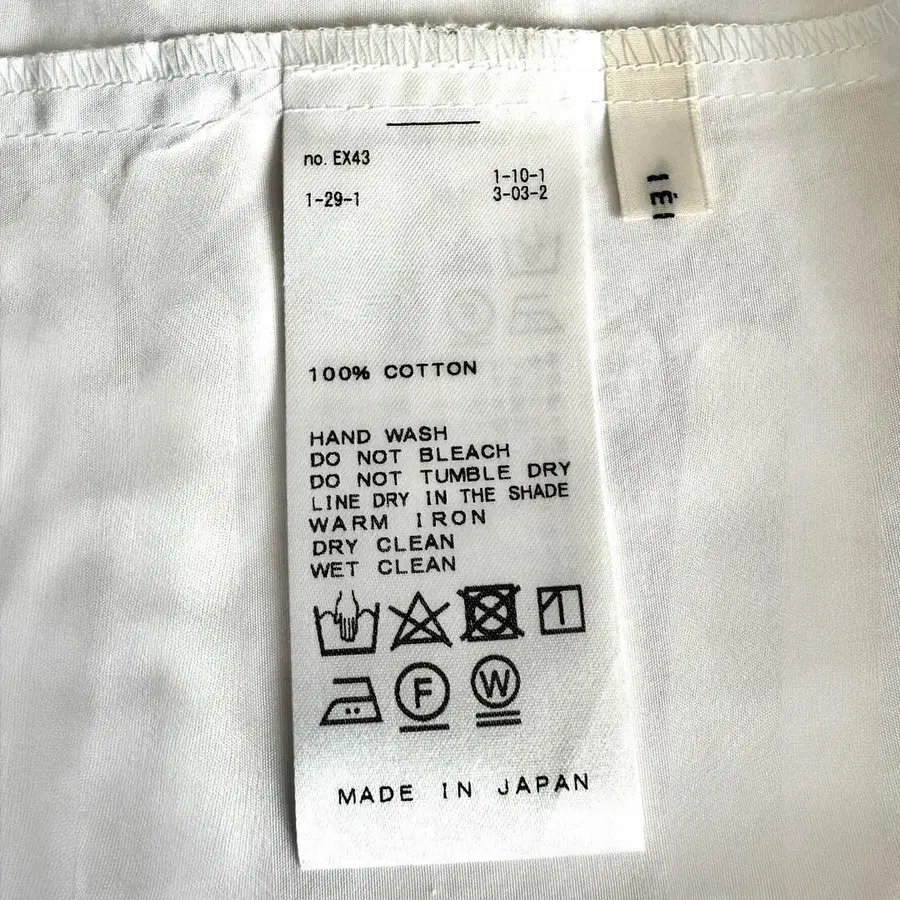 no. EX43
1-10-1
1-29-1 3-03-2
100% COTTON
HAND WASH
DO NOT BLEACH
DO NOT TUMBLE DRY
LINE DRY IN THE SHADE
WARM IRON
DRY CLEAN
WET CLEAN
F W
MADE IN JAPAN